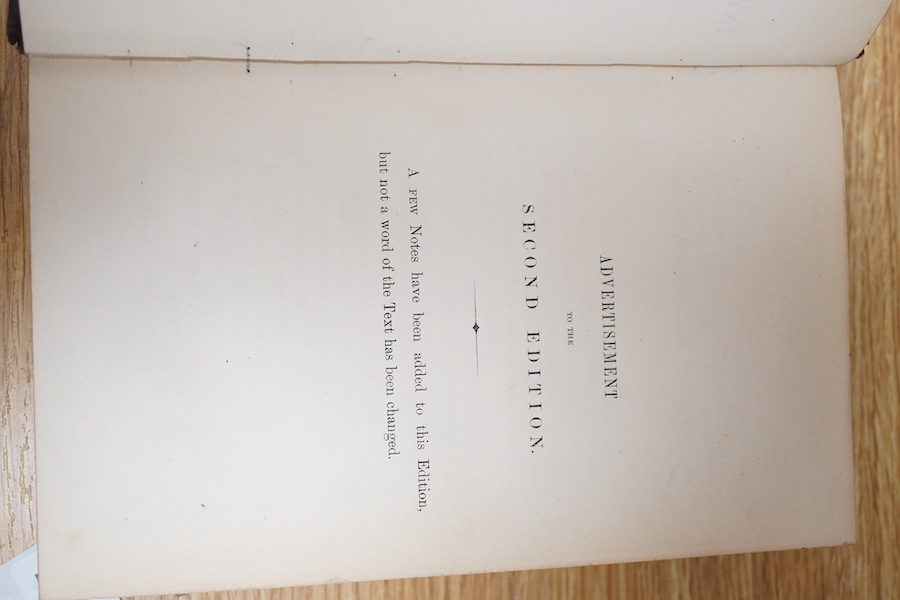 ADVERTISEMENT
TO THE
SECOND EDITION.
A FEW Notes have been added to this Edition,
but not a word of the Text has been changed.